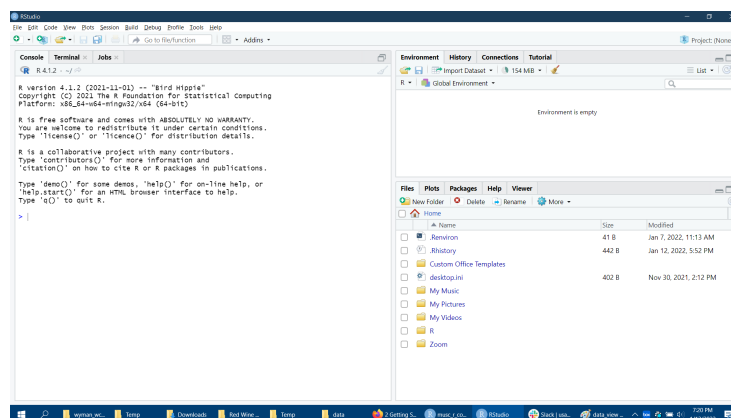 RStudio
File Edit Code View Plots Session Build Debug Profile Tools Help
Go to file/function Addins
Project: (None
Console Terminal Jobs
R 4.1.2 · ~/
R version 4.1.2 (2021-11-01) -- "Bird Hippie"
Copyright (C) 2021 The R Foundation for Statistical Computing
Platform: x86_64-w64-mingw32/x64 (64-bit)
R is free software and comes with ABSOLUTELY NO WARRANTY.
You are welcome to redistribute it under certain conditions.
Type 'license()' or 'licence()' for distribution details.
R is a collaborative project with many contributors.
Type 'contributors()' for more information and
'citation()' on how to cite R or R packages in publications.
Type 'demo()' for some demos, 'help()' for on-line help, or
'help.start()' for an HTML browser interface to help.
Type 'q()' to quit R.
>
Environment History Connections Tutorial
Import Dataset 154 MiB List
R Global Environment
Environment is empty
Files Plots Packages Help Viewer
New Folder Delete Rename More
Home
Name Size Modified
.Renviron 41 B Jan 7, 2022, 11:13 AM
.Rhistory 442 B Jan 12, 2022, 5:52 PM
Custom Office Templates
desktop.ini 402 B Nov 30, 2021, 2:12 PM
My Music
My Pictures
My Videos
R
Zoom
wyman_wc... Temp Downloads Red Wine ... Temp data 2 Getting S... musc_r_co... RStudio Slack | usa... data_view... 7:20 PM